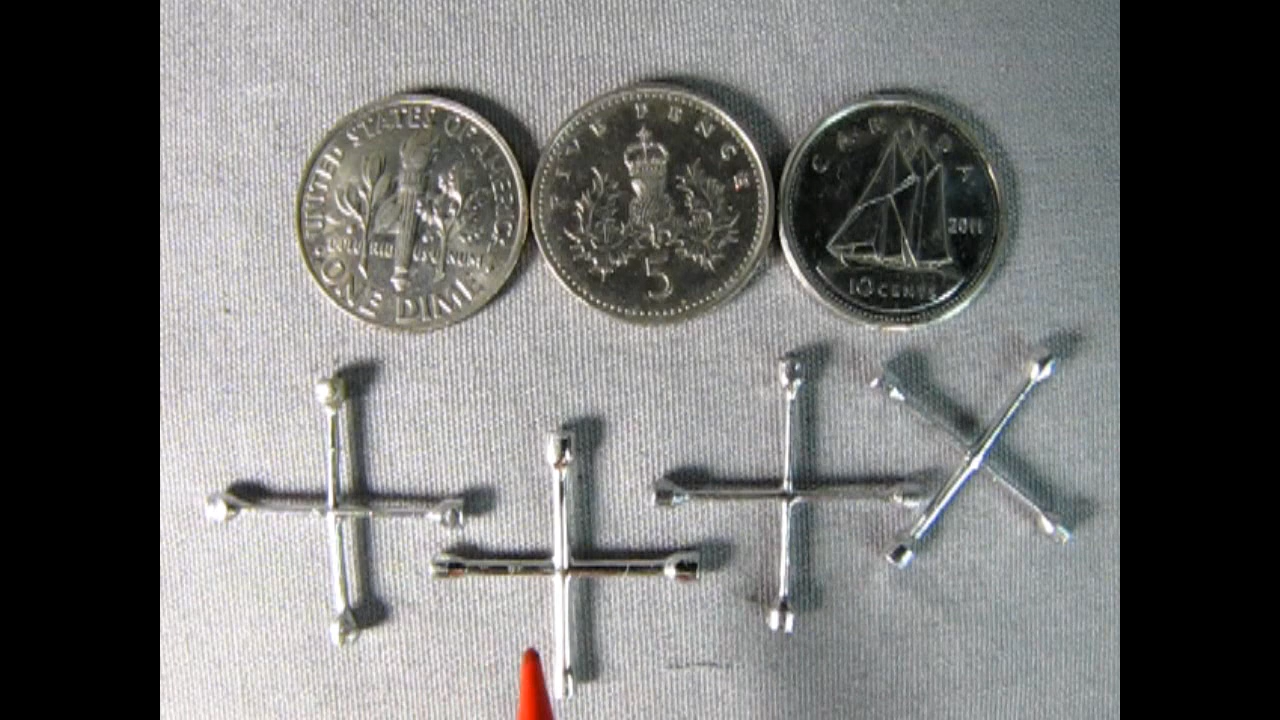 UNITED STATES OF AMERICA
ONE DIME
FIVE PENCE
5
CANADA
2011
10 CENTS